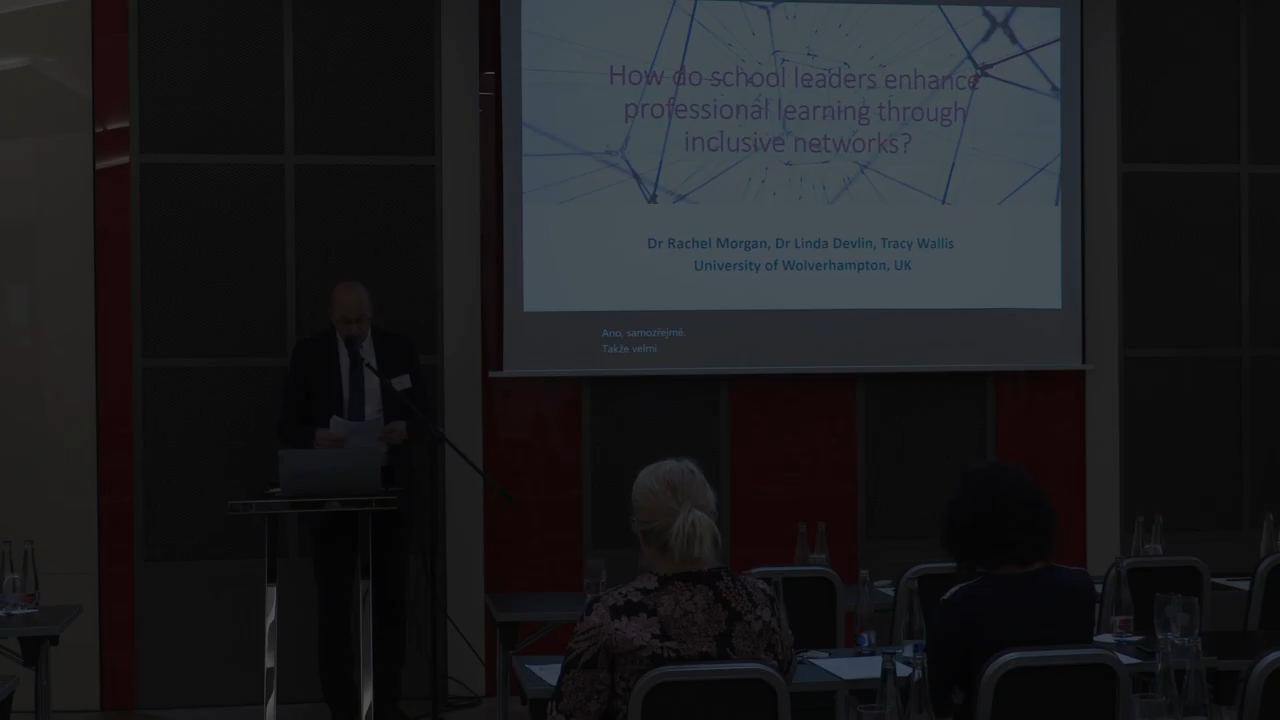 How do school leaders enhance
professional learning through
inclusive networks?
Dr Rachel Morgan, Dr Linda Devlin, Tracy Wallis
University of Wolverhampton, UK
Ano, samozřejmě.
Takže velmi